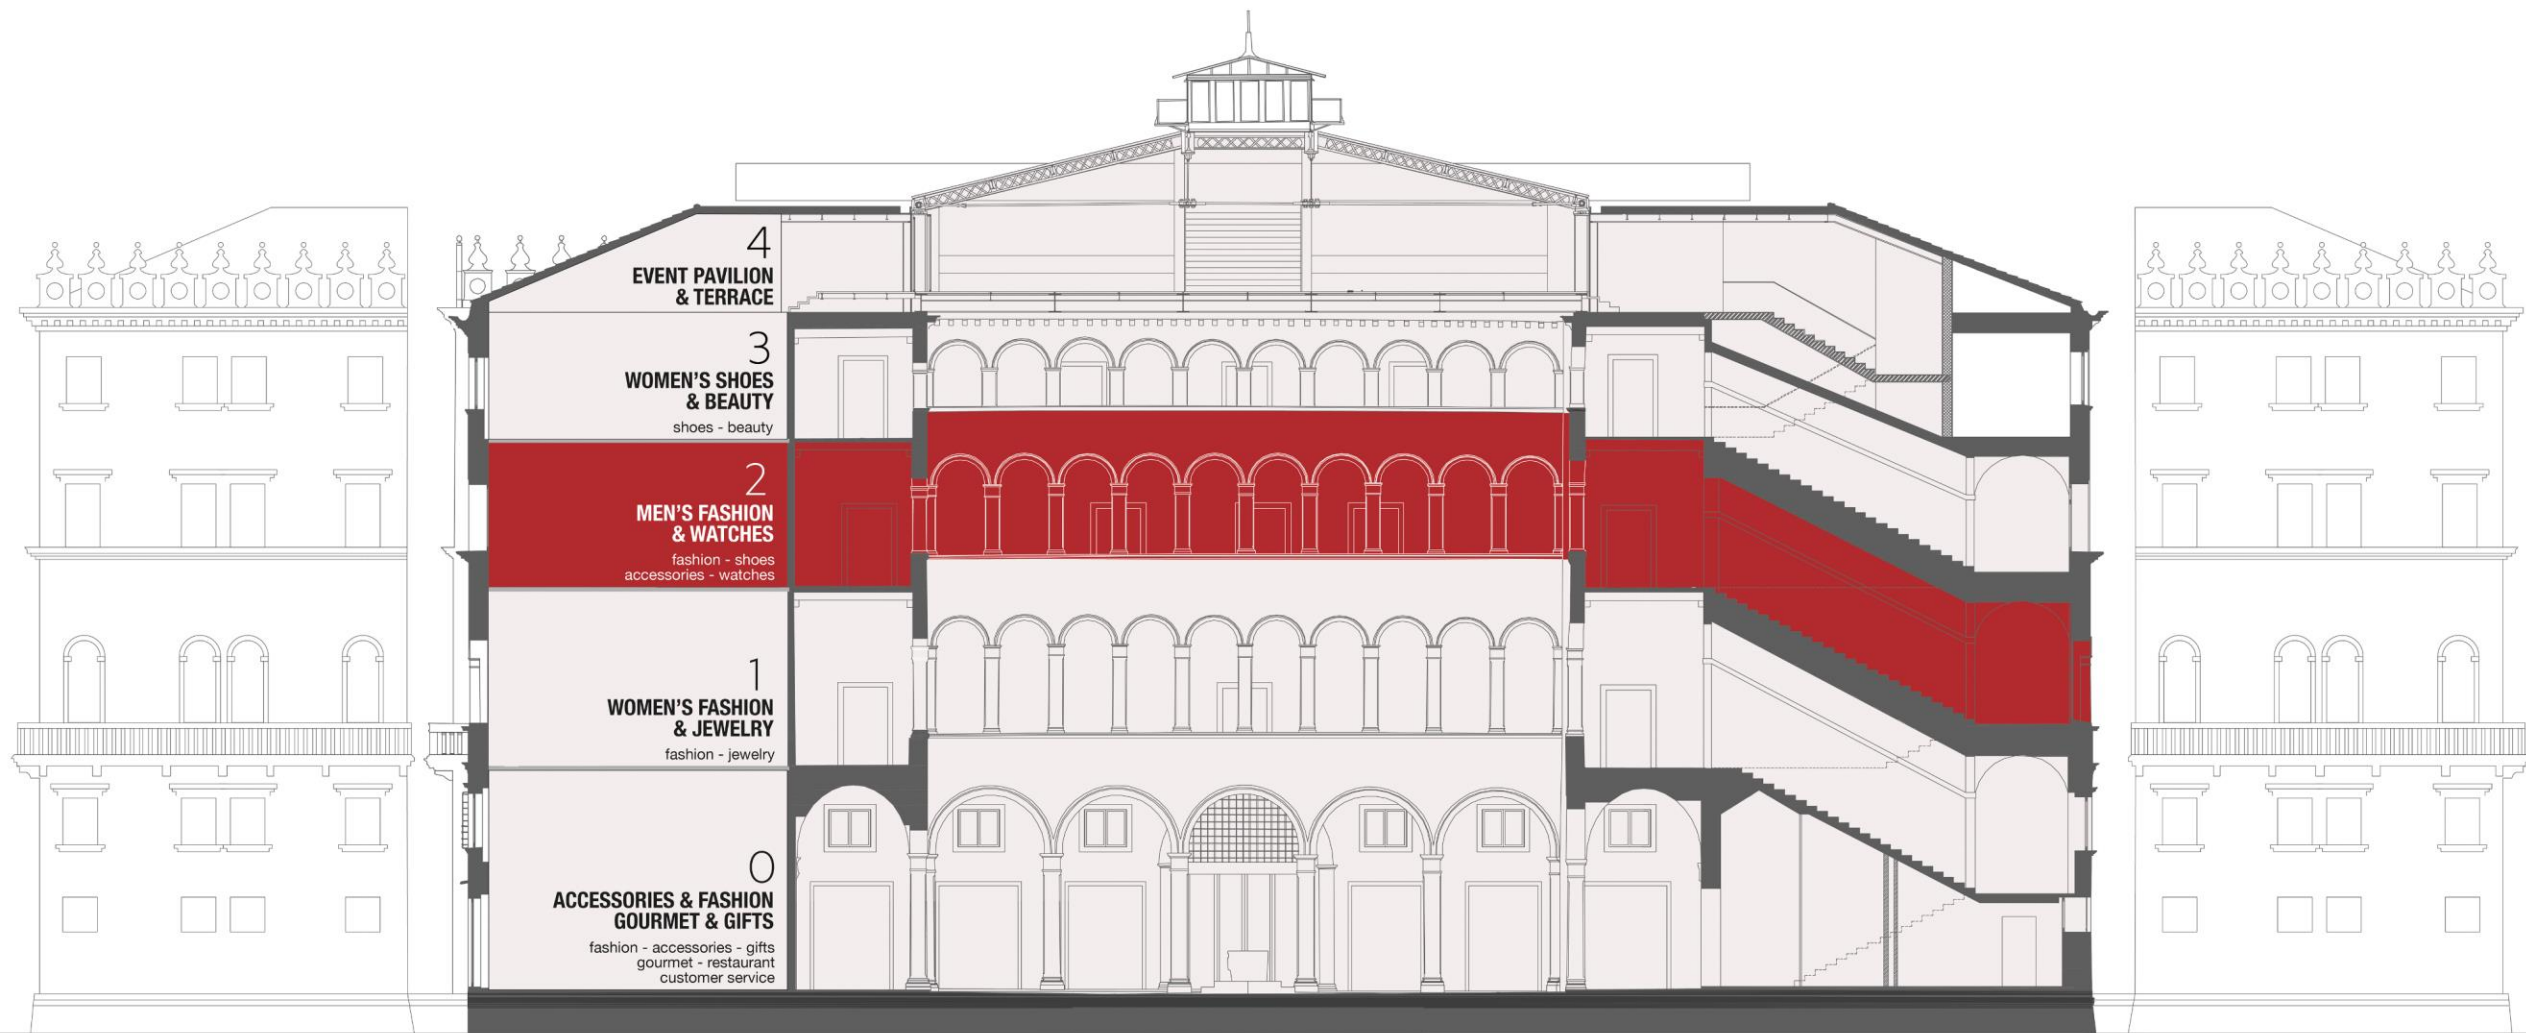 4
EVENT PAVILION
& TERRACE
3
WOMEN'S SHOES
& BEAUTY
shoes - beauty
2
MEN'S FASHION
& WATCHES
fashion - shoes
accessories - watches
1
WOMEN'S FASHION
& JEWELRY
fashion - jewelry
0
ACCESSORIES & FASHION
GOURMET & GIFTS
fashion - accessories - gifts
gourmet - restaurant
customer service